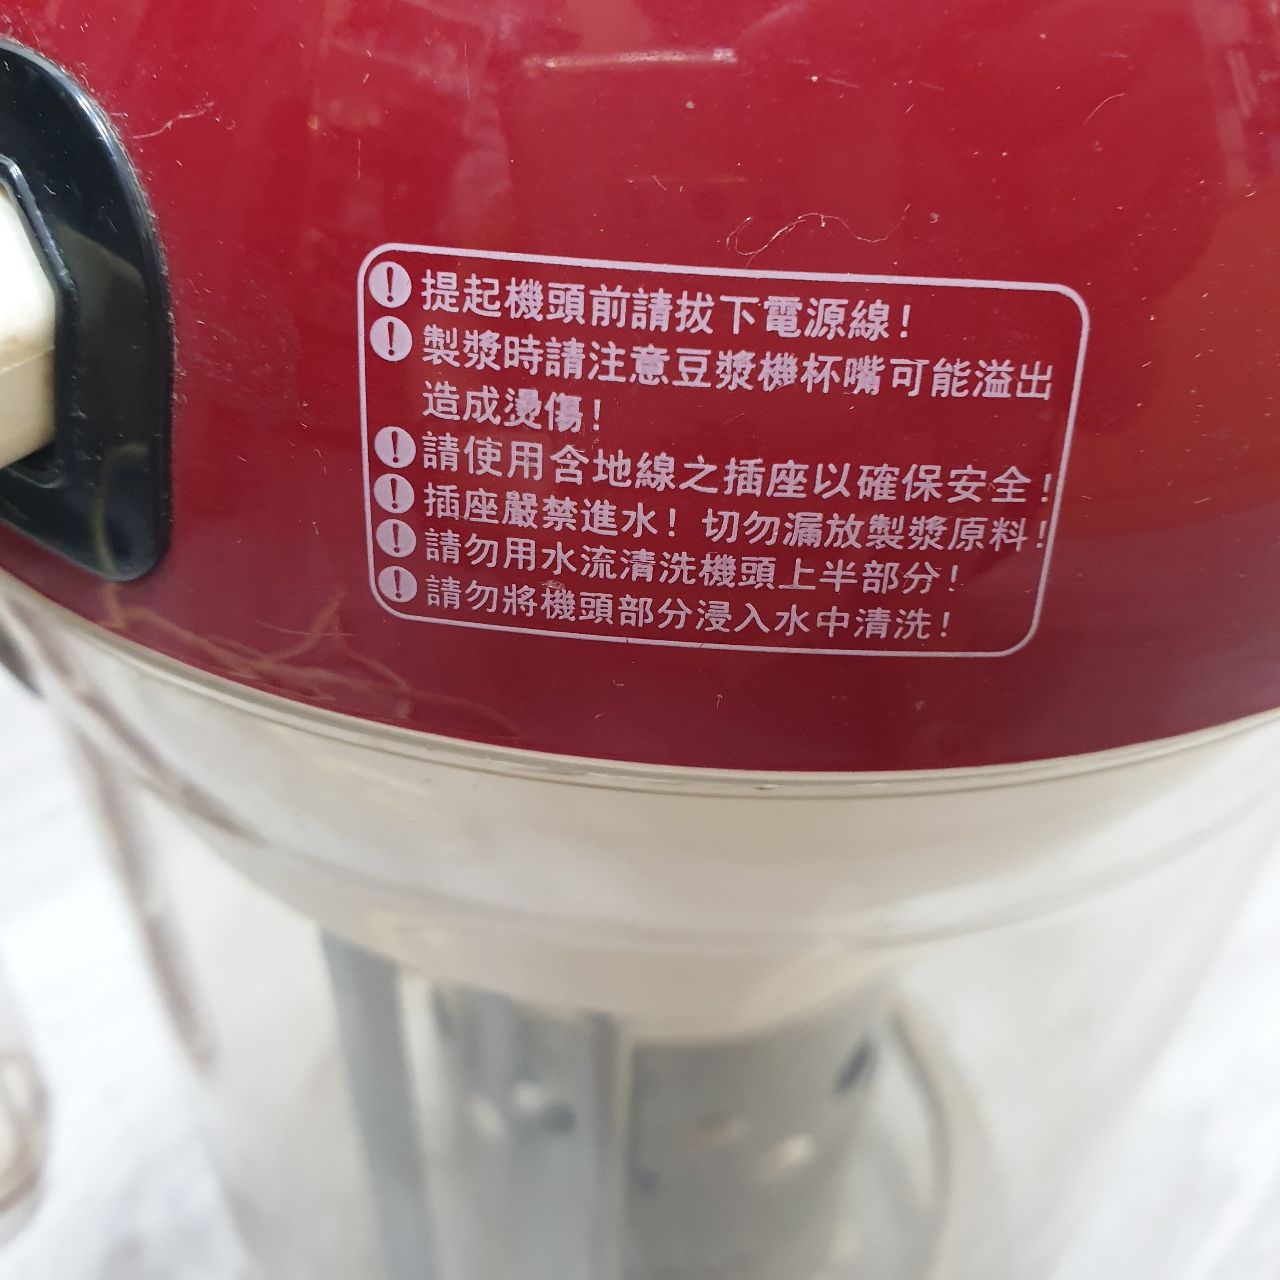 ! 提起機頭前請拔下電源線!
! 製漿時請注意豆漿機杯嘴可能溢出
造成燙傷!
! 請使用含地線之插座以確保安全!
! 插座嚴禁進水! 切勿漏放製漿原料!
! 請勿用水流清洗機頭上半部分!
! 請勿將機頭部分浸入水中清洗!